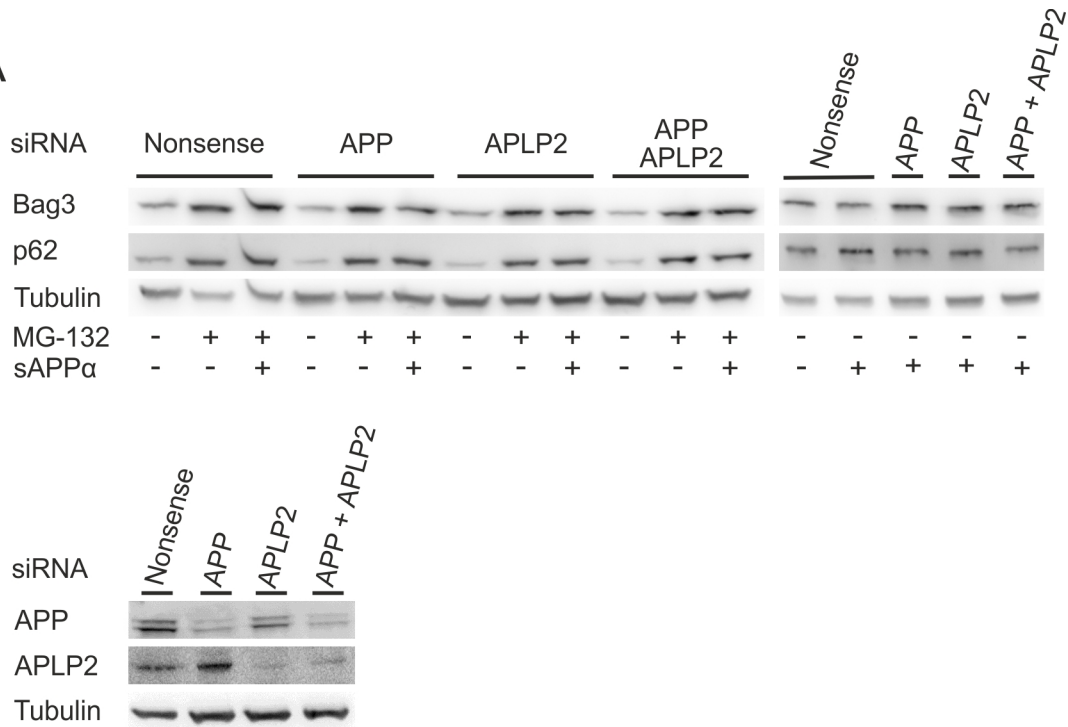 A
siRNA Nonsense APP APLP2 APP APLP2 Nonsense APP APLP2 APP + APLP2
Bag3
p62
Tubulin
MG-132 - + + - + + - + + - + + - - - - -
sAPPα - - + - - + - - + - - + - + + + +
siRNA Nonsense APP APLP2 APP + APLP2
APP
APLP2
Tubulin